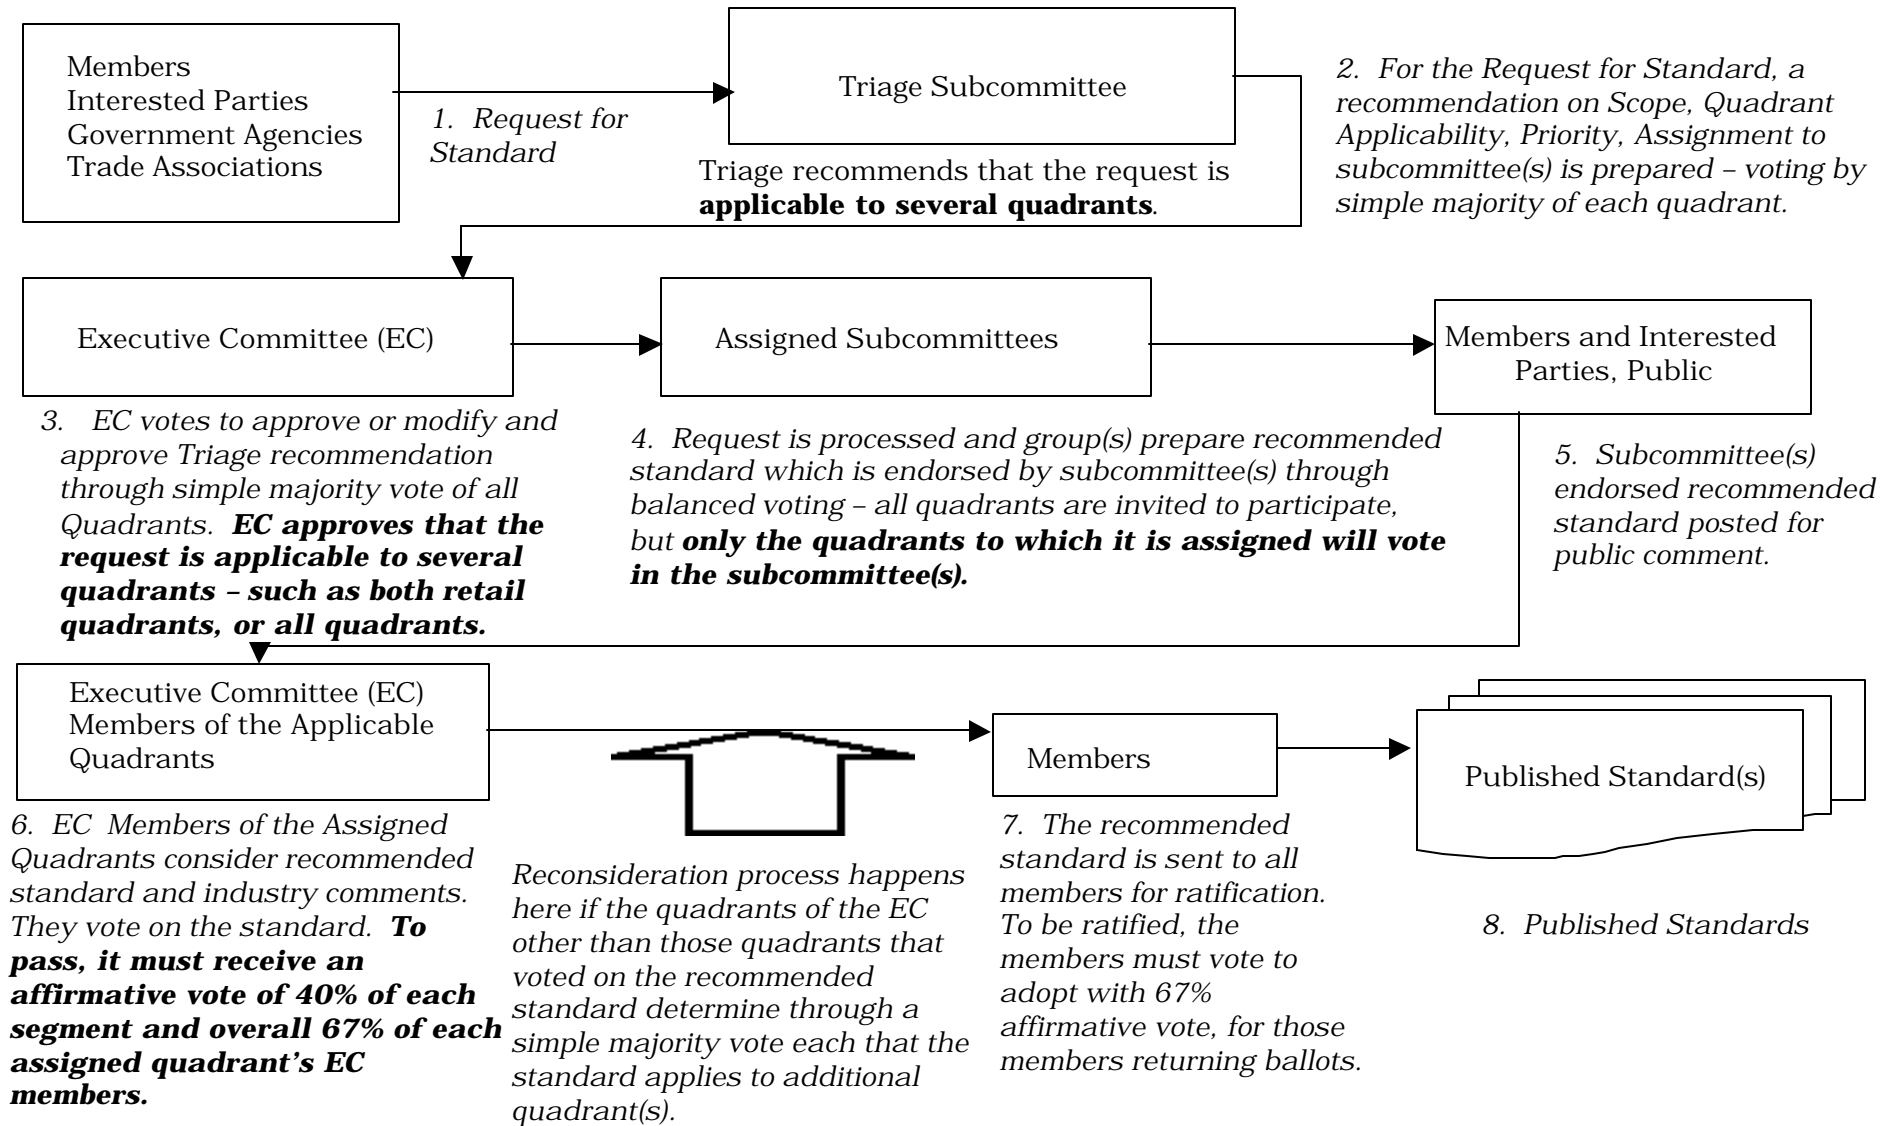 Members
Interested Parties
Government Agencies
Trade Associations
1. Request for
Standard
Triage Subcommittee
Triage recommends that the request is
applicable to several quadrants.
2. For the Request for Standard, a
recommendation on Scope, Quadrant
Applicability, Priority, Assignment to
subcommittee(s) is prepared – voting by
simple majority of each quadrant.
Executive Committee (EC)
3. EC votes to approve or modify and
approve Triage recommendation
through simple majority vote of all
Quadrants. EC approves that the
request is applicable to several
quadrants – such as both retail
quadrants, or all quadrants.
Assigned Subcommittees
4. Request is processed and group(s) prepare recommended
standard which is endorsed by subcommittee(s) through
balanced voting – all quadrants are invited to participate,
but only the quadrants to which it is assigned will vote
in the subcommittee(s).
Members and Interested
Parties, Public
5. Subcommittee(s)
endorsed recommended
standard posted for
public comment.
Executive Committee (EC)
Members of the Applicable
Quadrants
6. EC Members of the Assigned
Quadrants consider recommended
standard and industry comments.
They vote on the standard. To
pass, it must receive an
affirmative vote of 40% of each
segment and overall 67% of each
assigned quadrant's EC
members.
Reconsideration process happens
here if the quadrants of the EC
other than those quadrants that
voted on the recommended
standard determine through a
simple majority vote each that the
standard applies to additional
quadrant(s).
Members
7. The recommended
standard is sent to all
members for ratification.
To be ratified, the
members must vote to
adopt with 67%
affirmative vote, for those
members returning ballots.
Published Standard(s)
8. Published Standards